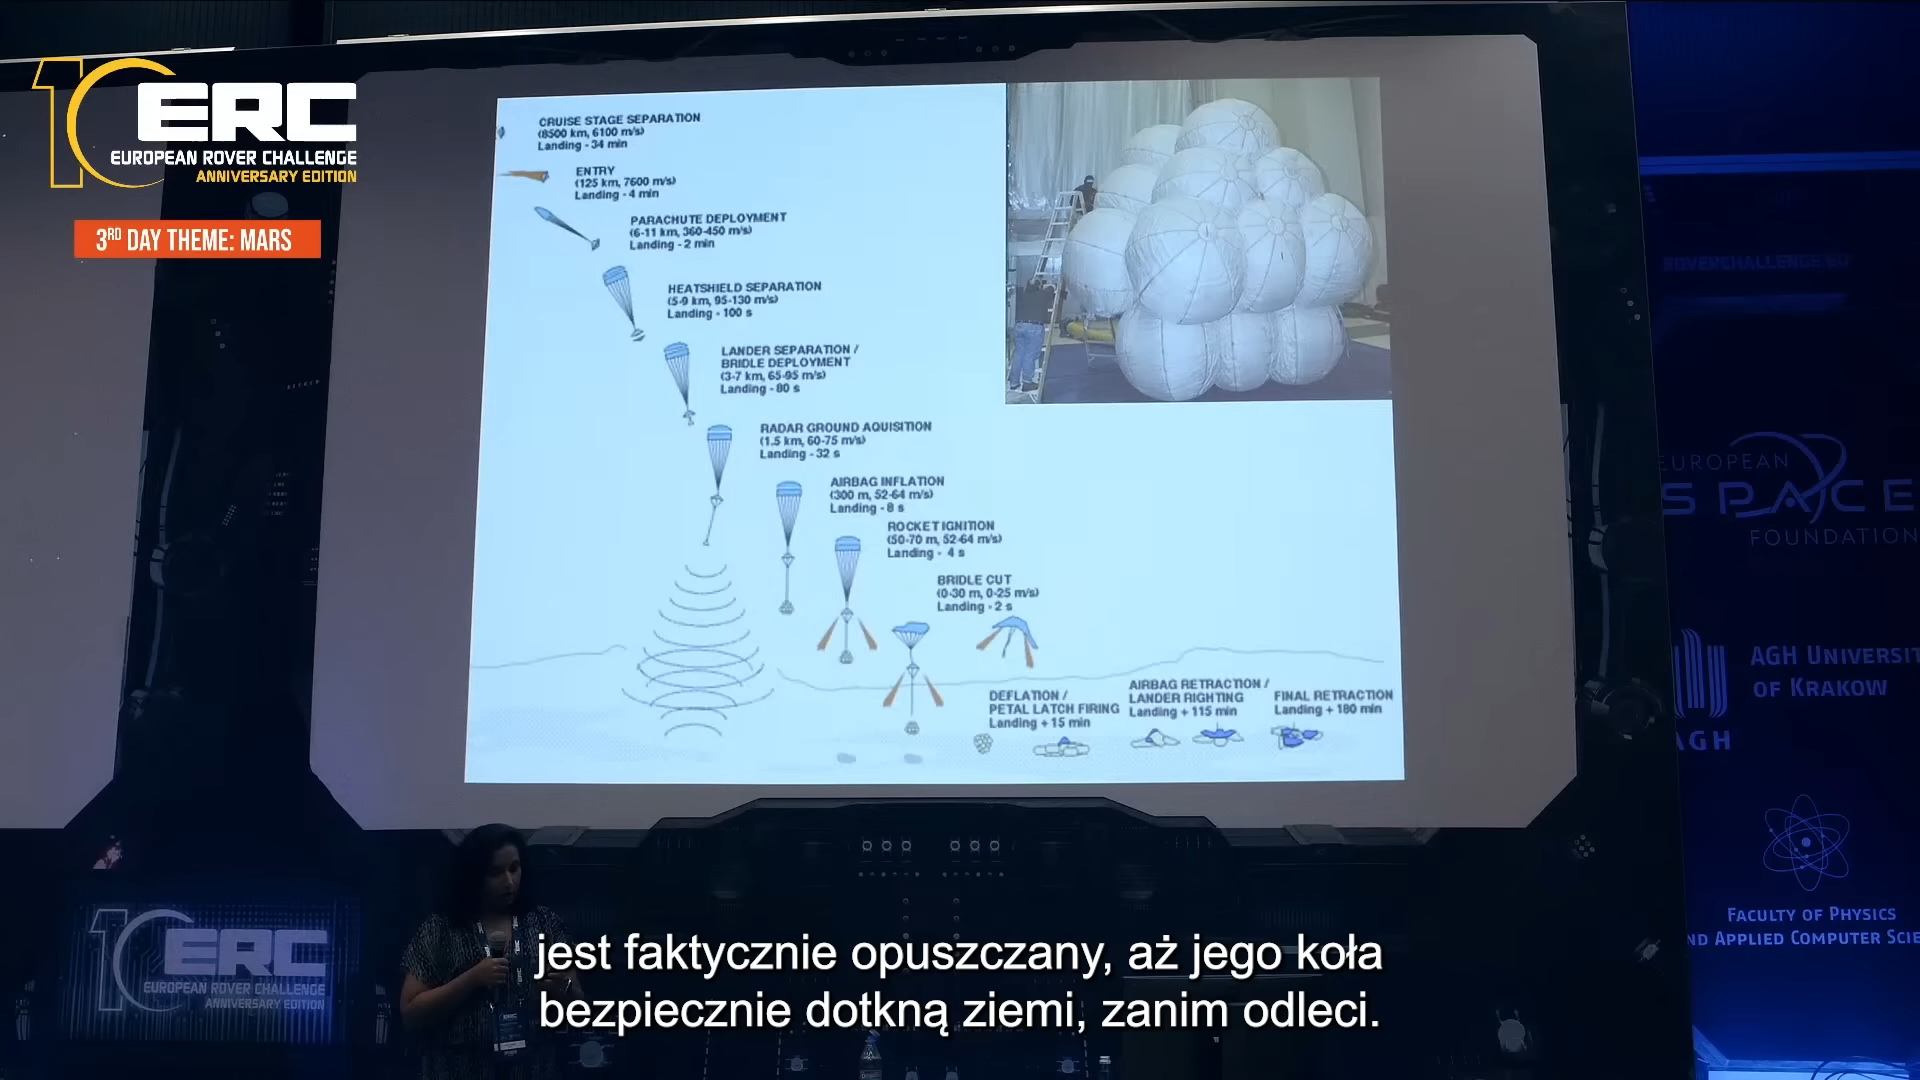 10 ERC
EUROPEAN ROVER CHALLENGE
ANNIVERSARY EDITION
3RD DAY THEME: MARS
CRUISE STAGE SEPARATION
(8500 km, 6100 m/s)
Landing - 34 min
ENTRY
(125 km, 7600 m/s)
Landing - 4 min
PARACHUTE DEPLOYMENT
(6-11 km, 360-450 m/s)
Landing - 2 min
HEATSHIELD SEPARATION
(5-9 km, 95-130 m/s)
Landing - 100 s
LANDER SEPARATION /
BRIDLE DEPLOYMENT
(3-7 km, 65-95 m/s)
Landing - 80 s
RADAR GROUND AQUISITION
(1.5 km, 60-75 m/s)
Landing - 32 s
AIRBAG INFLATION
(300 m, 52-64 m/s)
Landing - 8 s
ROCKET IGNITION
(50-70 m, 52-64 m/s)
Landing - 4 s
BRIDLE CUT
(0-30 m, 0-25 m/s)
Landing - 2 s
DEFLATION /
PETAL LATCH FIRING
Landing + 15 min
AIRBAG RETRACTION /
LANDER RIGHTING
Landing + 115 min
FINAL RETRACTION
Landing + 180 min
ROVERCHALLENGE.EU
EUROPEAN
SPACE
FOUNDATION
AGH UNIVERSIT
OF KRAKOW
AGH
FACULTY OF PHYSICS
ND APPLIED COMPUTER SCIE
10 ERC
EUROPEAN ROVER CHALLENGE
ANNIVERSARY EDITION
jest faktycznie opuszczany, aż jego koła
bezpiecznie dotkną ziemi, zanim odleci.